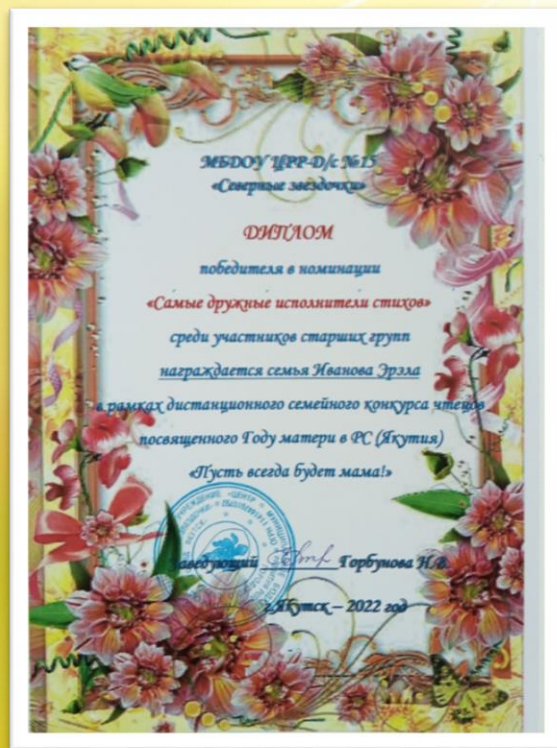 МБДОУ ЦРР-Д/с №15
«Северные звездочки»
ДИПЛОМ
победителя в номинации
«Самые дружные исполнители стихов»
среди участников старших групп
награждается семья Иванова Эрэла
в рамках дистанционного семейного конкурса чтецов
посвященного Году матери в РС (Якутия)
«Пусть всегда будет мама!»
Заведующий Горбунова Н.В.
г.Якутск – 2022 год